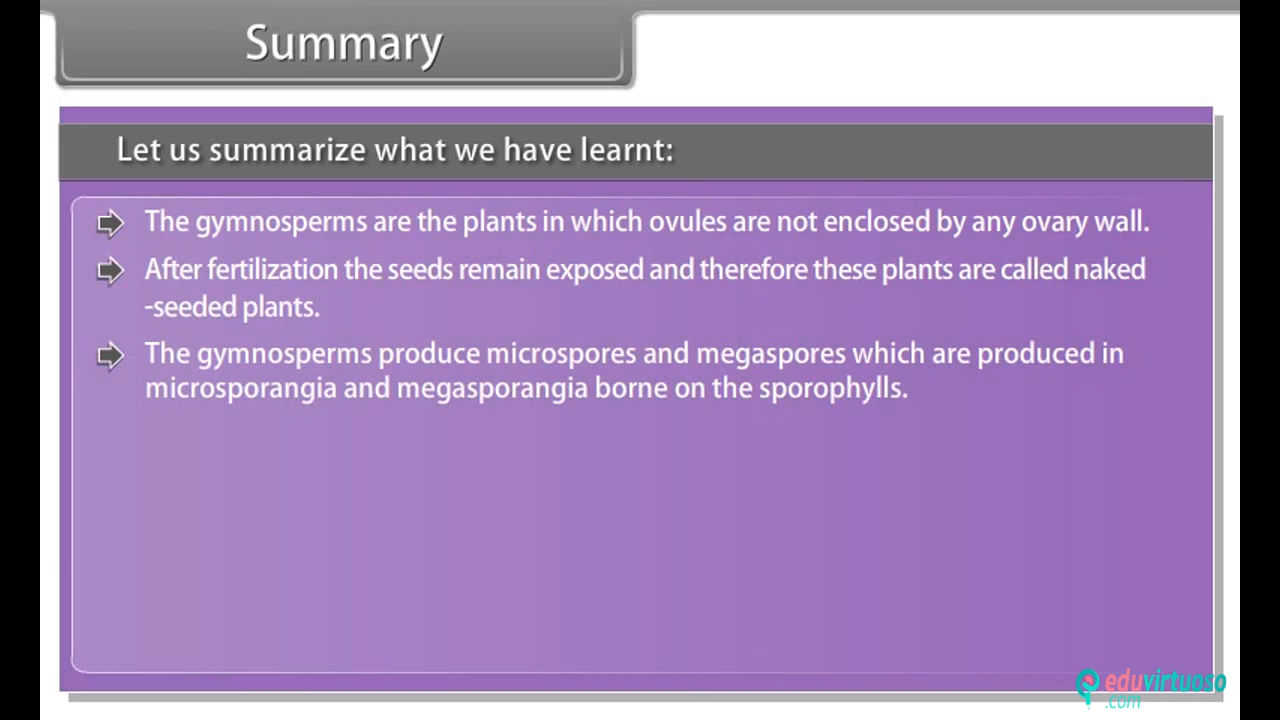 Summary
Let us summarize what we have learnt:
The gymnosperms are the plants in which ovules are not enclosed by any ovary wall.
After fertilization the seeds remain exposed and therefore these plants are called naked
-seeded plants.
The gymnosperms produce microspores and megaspores which are produced in
microsporangia and megasporangia borne on the sporophylls.
eduvirtuoso
.com